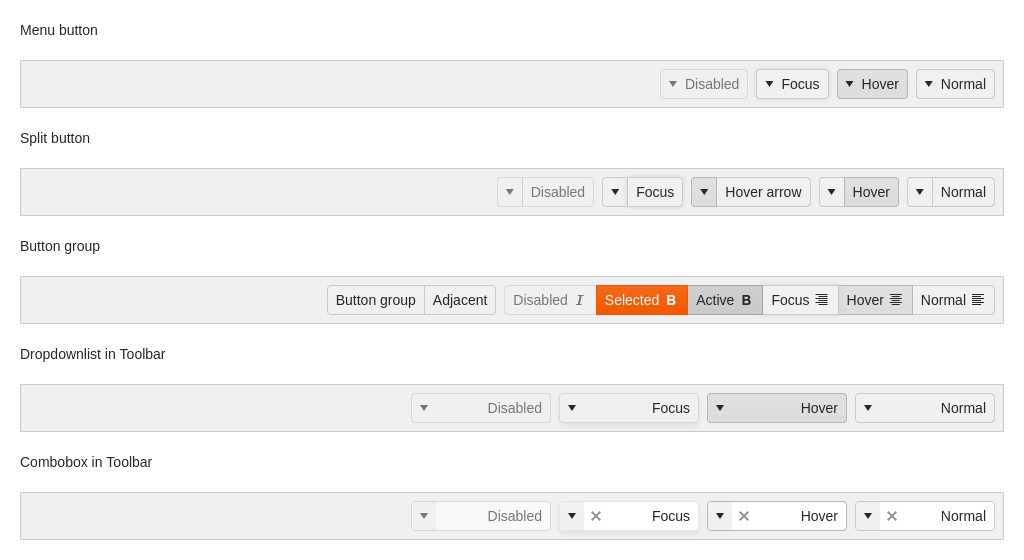 Menu button
Disabled Focus Hover Normal
Split button
Disabled Focus Hover arrow Hover Normal
Button group
Button group Adjacent Disabled I Selected B Active B Focus Hover Normal
Dropdownlist in Toolbar
Disabled Focus Hover Normal
Combobox in Toolbar
Disabled Focus Hover Normal